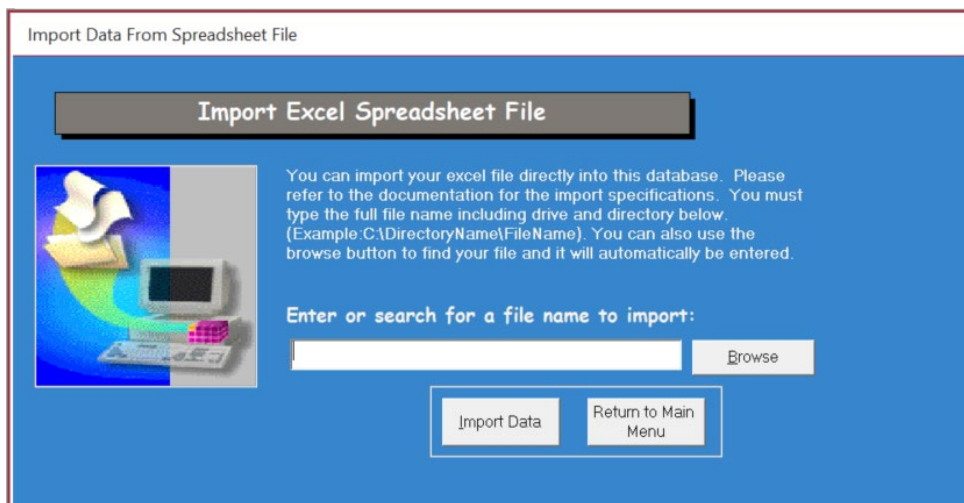 Import Data From Spreadsheet File
Import Excel Spreadsheet File
You can import your excel file directly into this database.  Please
refer to the documentation for the import specifications.  You must
type the full file name including drive and directory below.
(Example:C:\DirectoryName\FileName). You can also use the
browse button to find your file and it will automatically be entered.
Enter or search for a file name to import:
Browse
Import Data
Return to Main
Menu